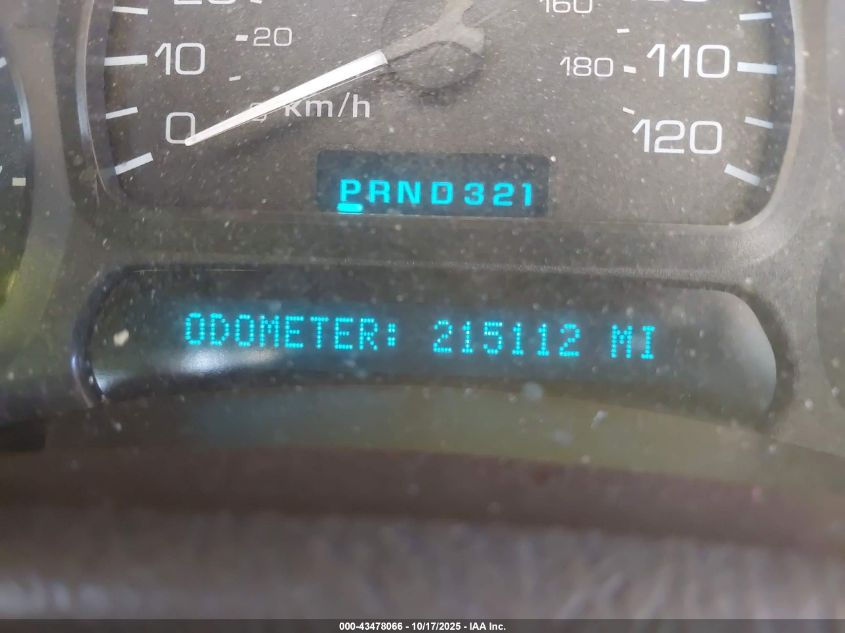 160
10 20 180 110
0 km/h 120
PRND321
ODOMETER: 215112 MI
000-43478066 - 10/17/2025 - IAA Inc.